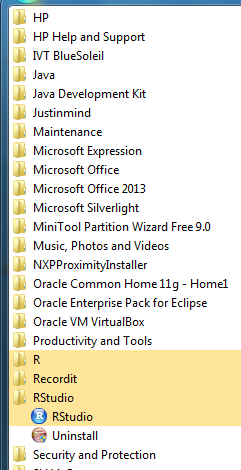 HP
HP Help and Support
IVT BlueSoleil
Java
Java Development Kit
Justinmind
Maintenance
Microsoft Expression
Microsoft Office
Microsoft Office 2013
Microsoft Silverlight
MiniTool Partition Wizard Free 9.0
Music, Photos and Videos
NXPProximityInstaller
Oracle Common Home 11g - Home1
Oracle Enterprise Pack for Eclipse
Oracle VM VirtualBox
Productivity and Tools
R
Recordit
RStudio
RStudio
Uninstall
Security and Protection